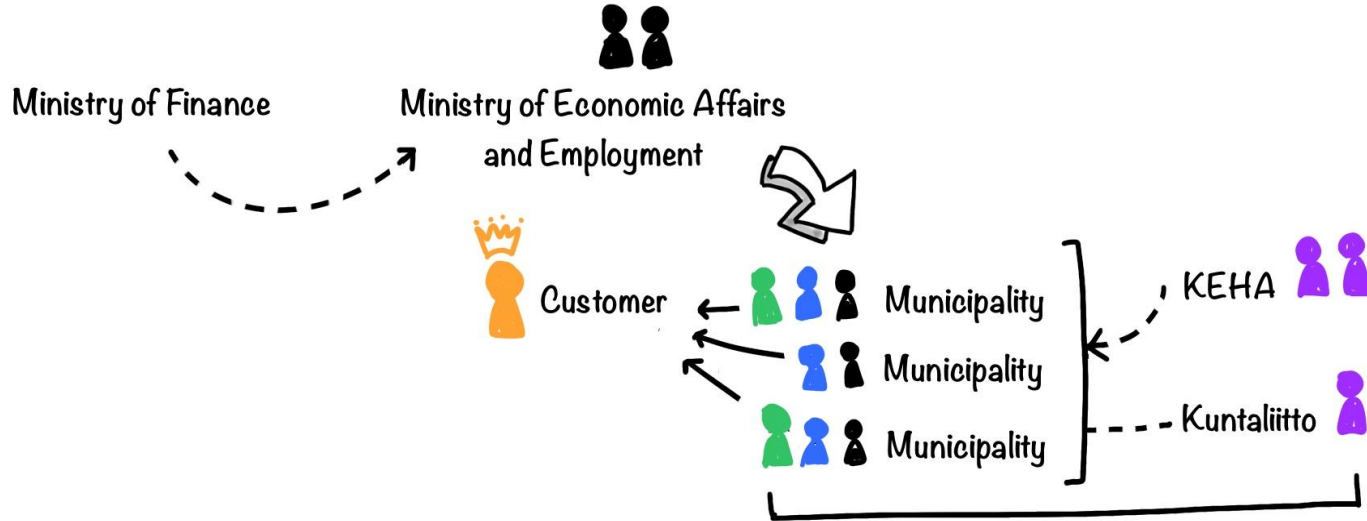 Ministry of Finance
Ministry of Economic Affairs
and Employment
Customer
Municipality
Municipality
Municipality
KEHA
Kuntaliitto